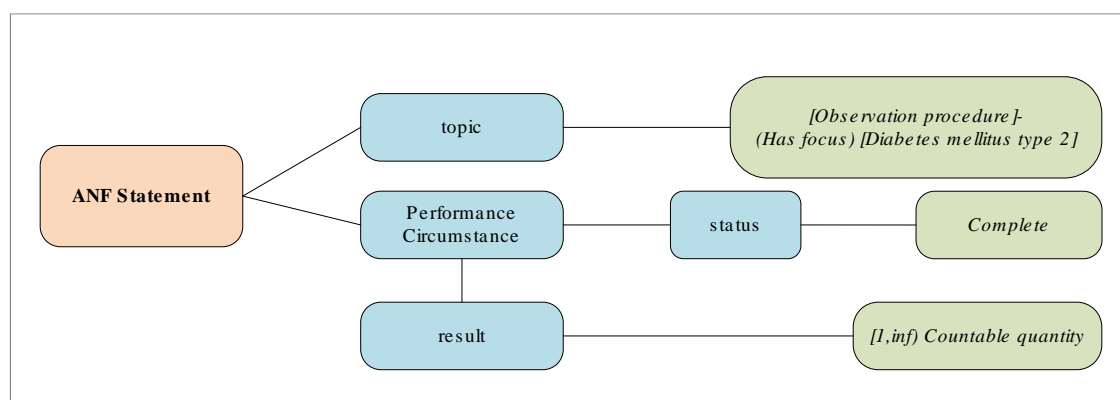 topic
[Observation procedure]-
(Has focus) [Diabetes mellitus type 2]
ANF Statement
Performance
Circumstance
status
Complete
result
[1,inf) Countable quantity